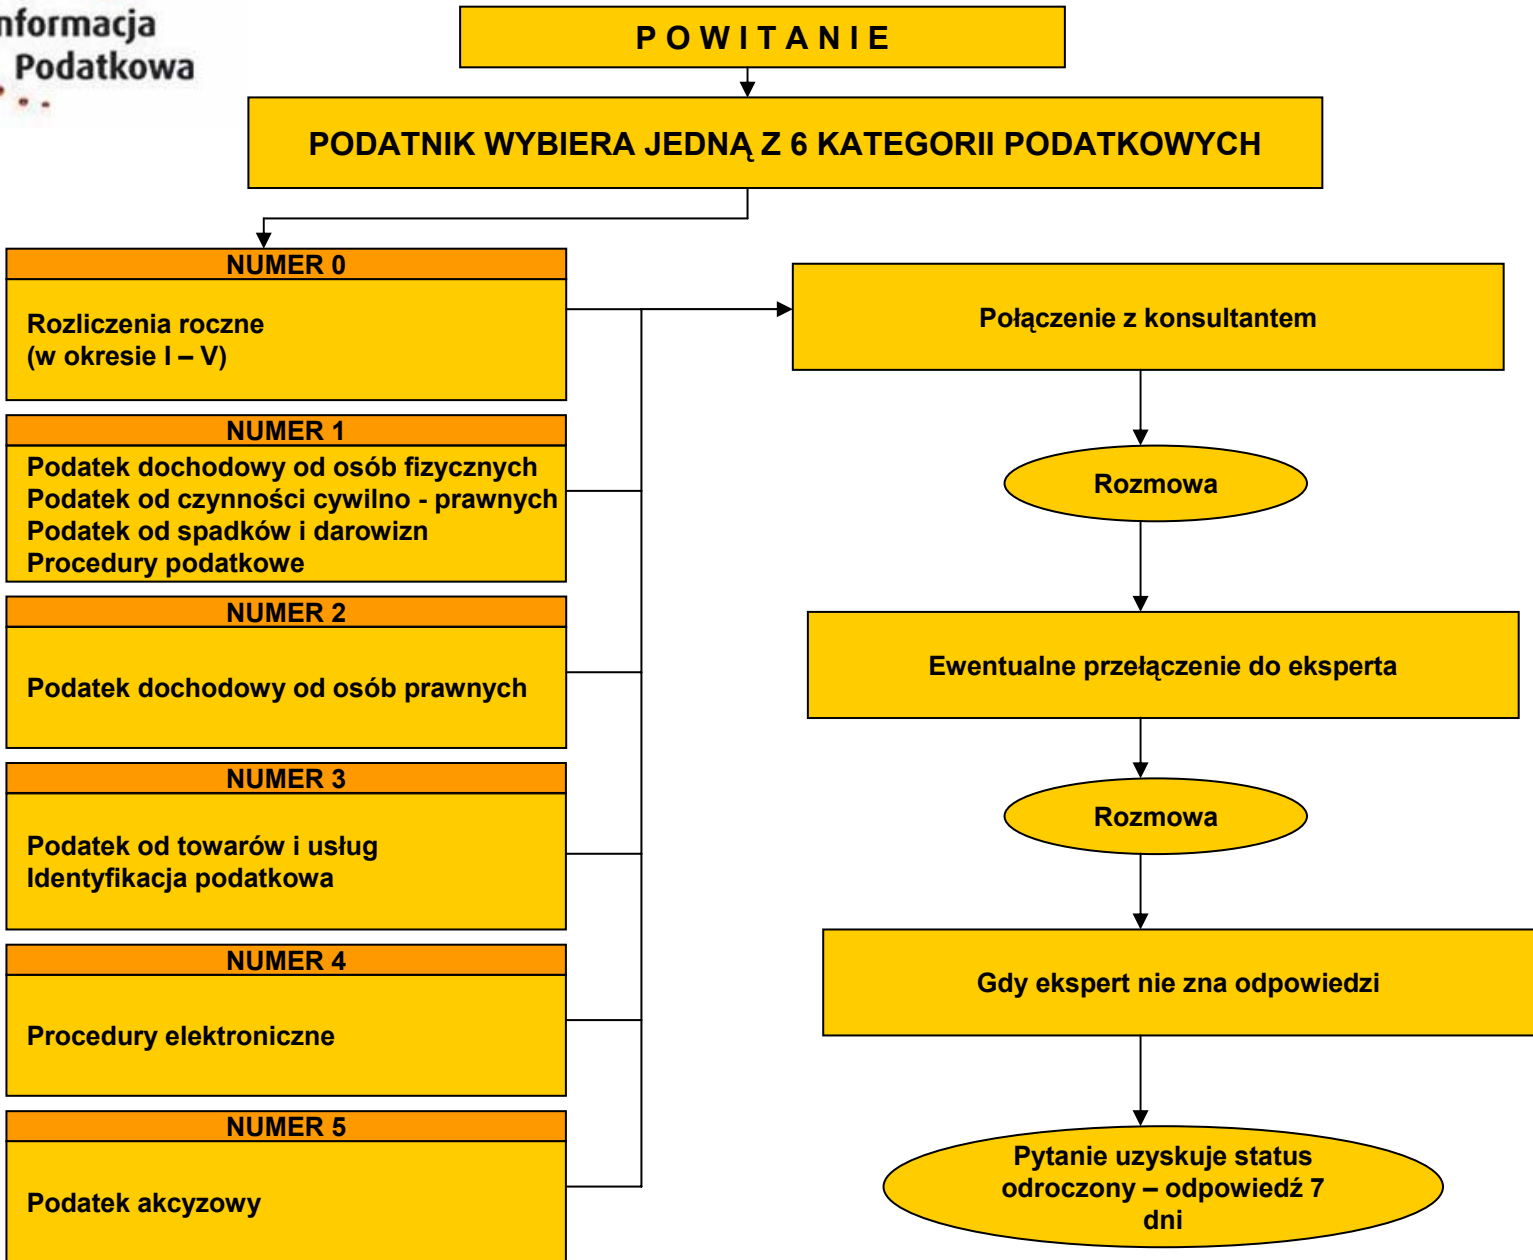 nformacja
Podatkowa
P O W I T A N I E
PODATNIK WYBIERA JEDNĄ Z 6 KATEGORII PODATKOWYCH
NUMER 0
Rozliczenia roczne
(w okresie I – V)
NUMER 1
Podatek dochodowy od osób fizycznych
Podatek od czynności cywilno - prawnych
Podatek od spadków i darowizn
Procedury podatkowe
NUMER 2
Podatek dochodowy od osób prawnych
NUMER 3
Podatek od towarów i usług
Identyfikacja podatkowa
NUMER 4
Procedury elektroniczne
NUMER 5
Podatek akcyzowy
Połączenie z konsultantem
Rozmowa
Ewentualne przełączenie do eksperta
Rozmowa
Gdy ekspert nie zna odpowiedzi
Pytanie uzyskuje status
odroczony – odpowiedź 7
dni